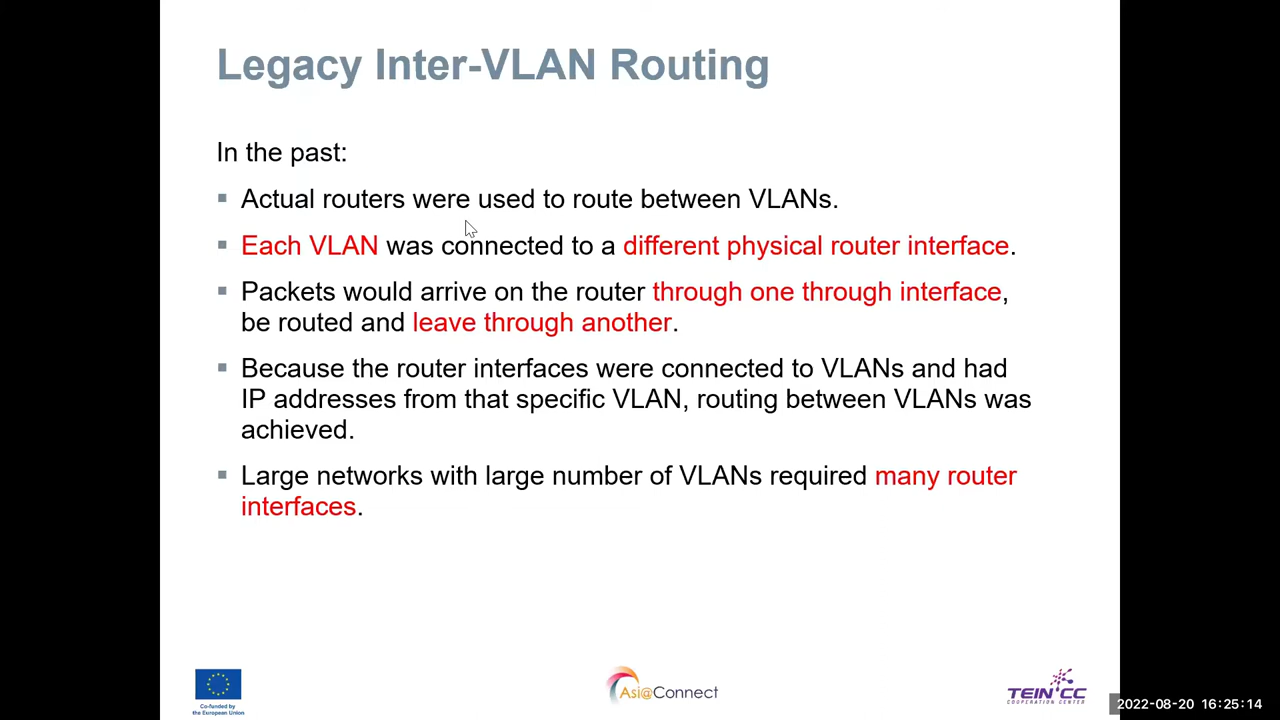 Legacy Inter-VLAN Routing
In the past:
▪ Actual routers were used to route between VLANs.
▪ Each VLAN was connected to a different physical router interface.
▪ Packets would arrive on the router through one through interface,
be routed and leave through another.
▪ Because the router interfaces were connected to VLANs and had
IP addresses from that specific VLAN, routing between VLANs was
achieved.
▪ Large networks with large number of VLANs required many router
interfaces.
Co-funded by
the European Union
Asi@Connect
TEIN*CC
COOPERATION CENTER
2022-08-20 16:25:14